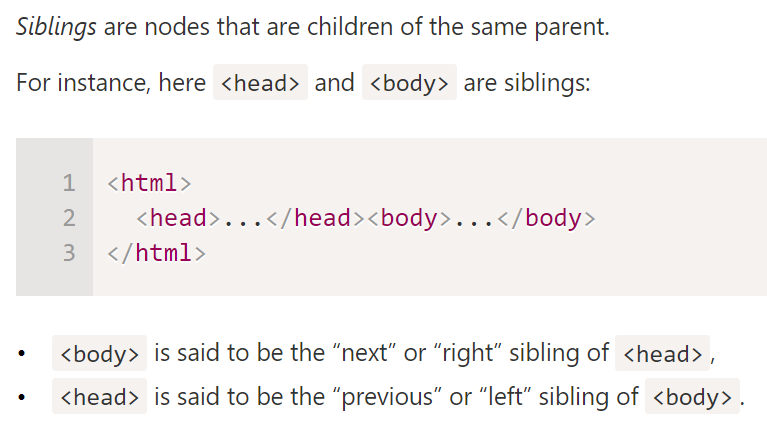 Siblings are nodes that are children of the same parent.
For instance, here <head> and <body> are siblings:
1 <html>
2   <head>...</head><body>...</body>
3 </html>
• <body> is said to be the “next” or “right” sibling of <head>,
• <head> is said to be the “previous” or “left” sibling of <body>.